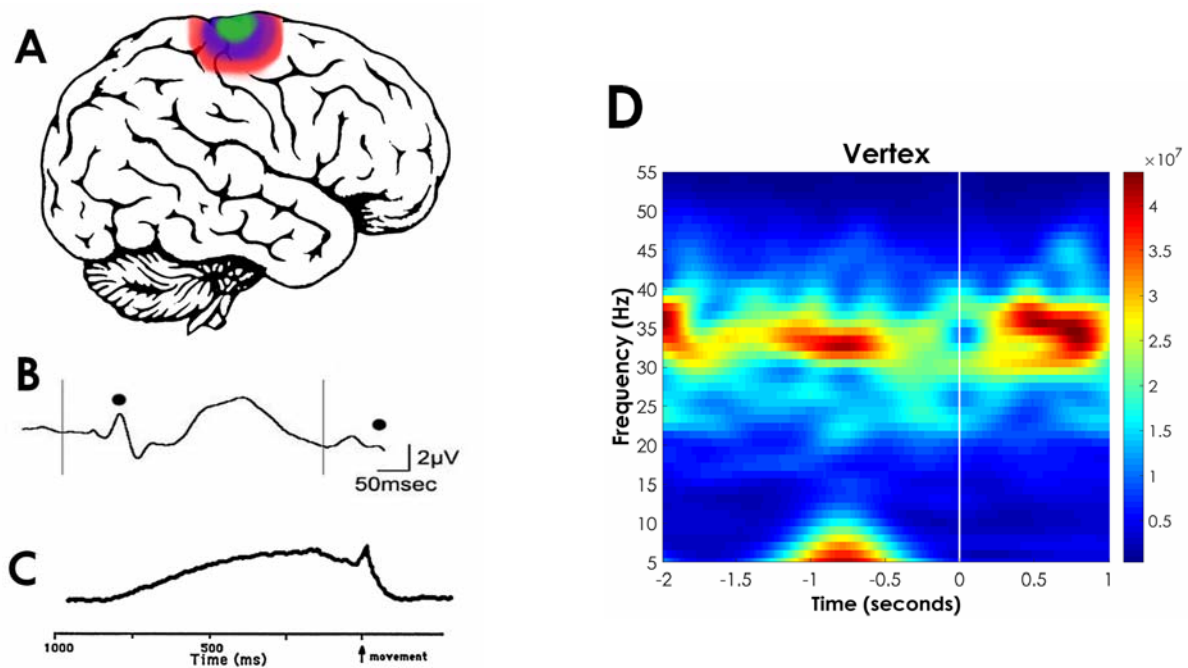 A
B
2μV
50msec
C
1000
500
Time (ms)
movement
D
Vertex
×10⁷
Frequency (Hz)
55
50
45
40
35
30
25
20
15
10
5
-2
-1.5
-1
-0.5
0
0.5
1
Time (seconds)
4
3.5
3
2.5
2
1.5
1
0.5